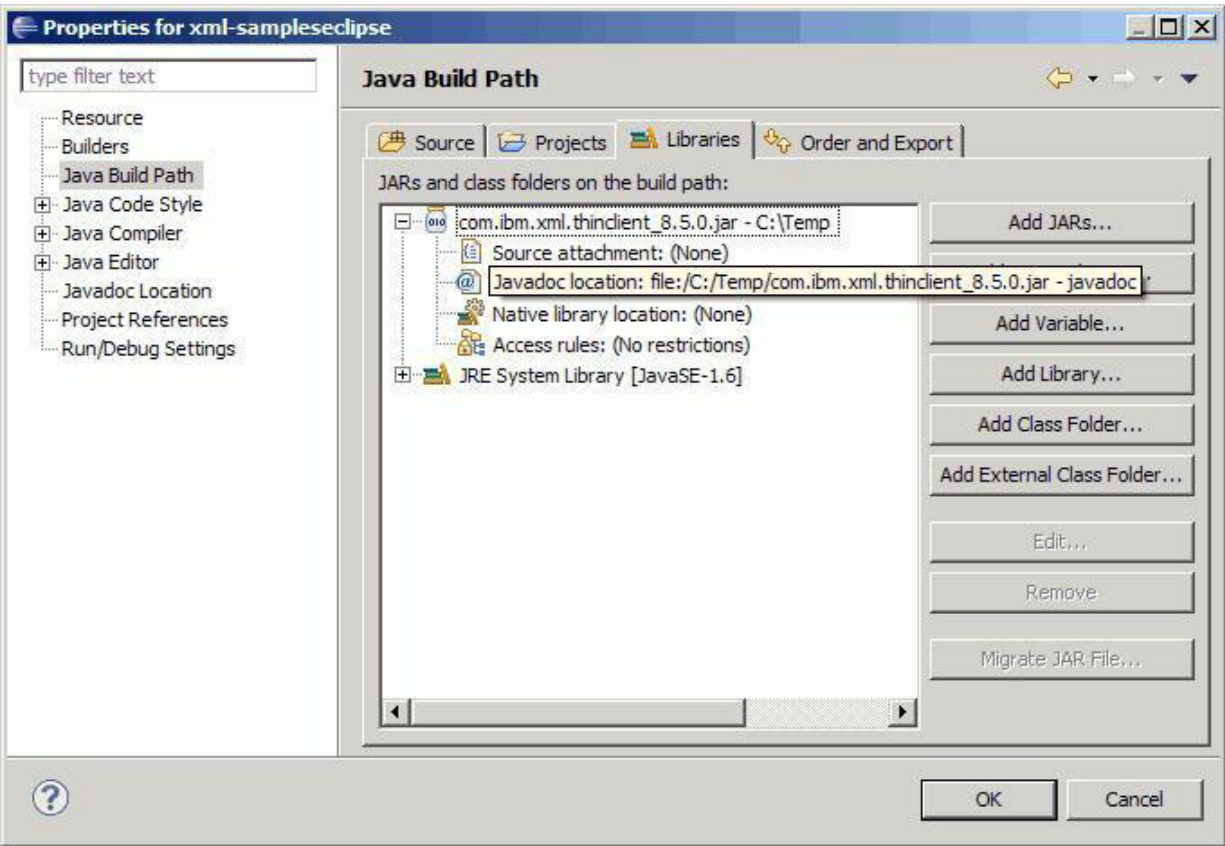 Properties for xml-sampleseclipse
type filter text
Resource
Builders
Java Build Path
Java Code Style
Java Compiler
Java Editor
Javadoc Location
Project References
Run/Debug Settings
Java Build Path
Source
Projects
Libraries
Order and Export
JARs and class folders on the build path:
com.ibm.xml.thinclient_8.5.0.jar - C:\Temp
Source attachment: (None)
Javadoc location: file:/C:/Temp/com.ibm.xml.thinclient_8.5.0.jar - javadoc
Native library location: (None)
Access rules: (No restrictions)
JRE System Library [JavaSE-1.6]
Add JARs...
Add Variable...
Add Library...
Add Class Folder...
Add External Class Folder...
Edit...
Remove
Migrate JAR File...
OK
Cancel